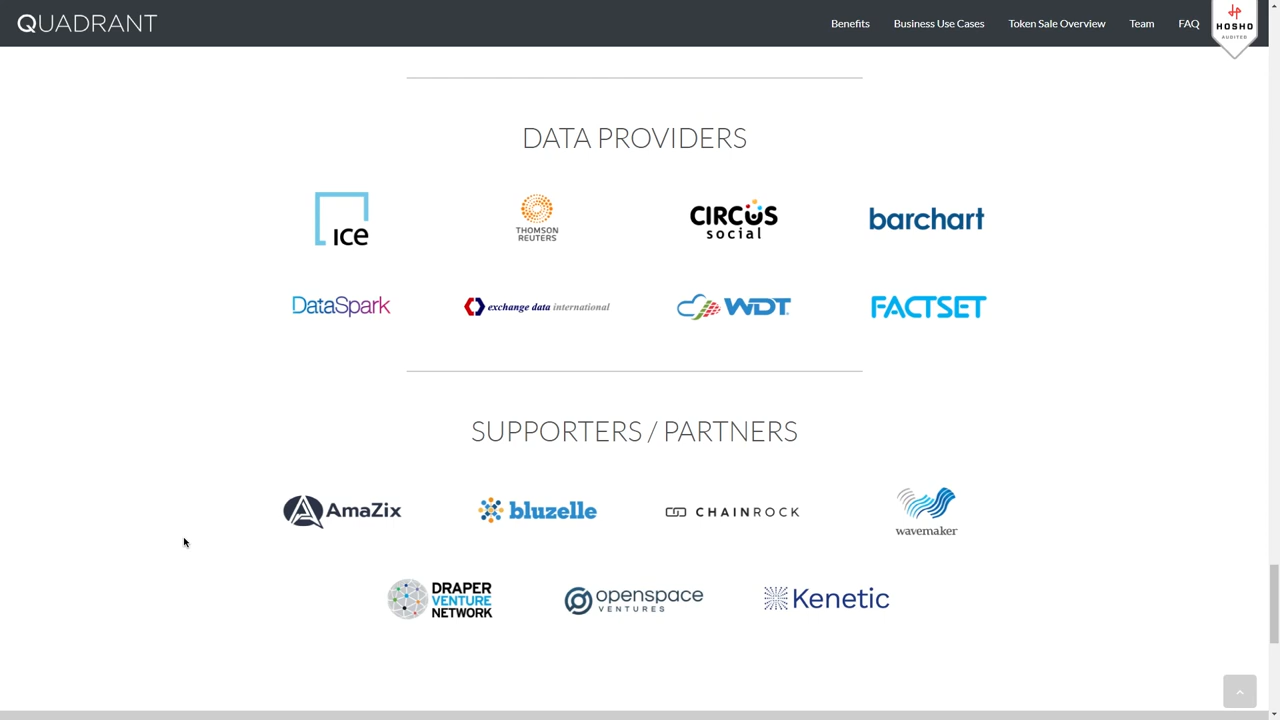 QUADRANT
Benefits
Business Use Cases
Token Sale Overview
Team
FAQ
HOSHO
AUDITED
DATA PROVIDERS
ice
THOMSON
REUTERS
CIRCUS
social
barchart
DataSpark
exchange data international
WDT
FACTSET
SUPPORTERS / PARTNERS
AmaZix
bluzelle
CHAINROCK
wavemaker
DRAPER
VENTURE
NETWORK
openspace
VENTURES
Kenetic